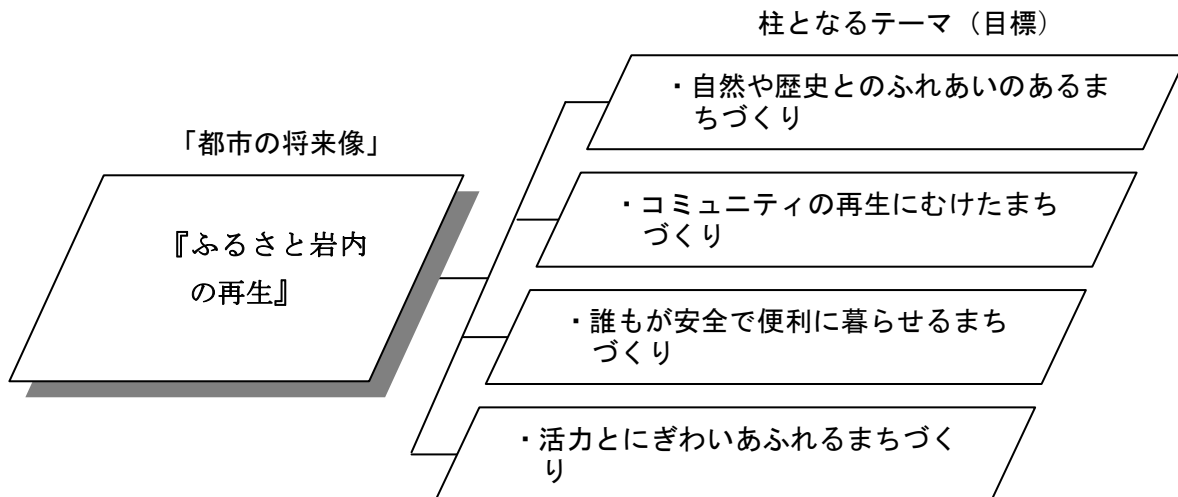 柱となるテーマ（目標）
・自然や歴史とのふれあいのあるま
ちづくり
「都市の将来像」
・コミュニティの再生にむけたまち
づくり
『ふるさと岩内
の再生』
・誰もが安全で便利に暮らせるまち
づくり
・活力とにぎわいあふれるまちづく
り